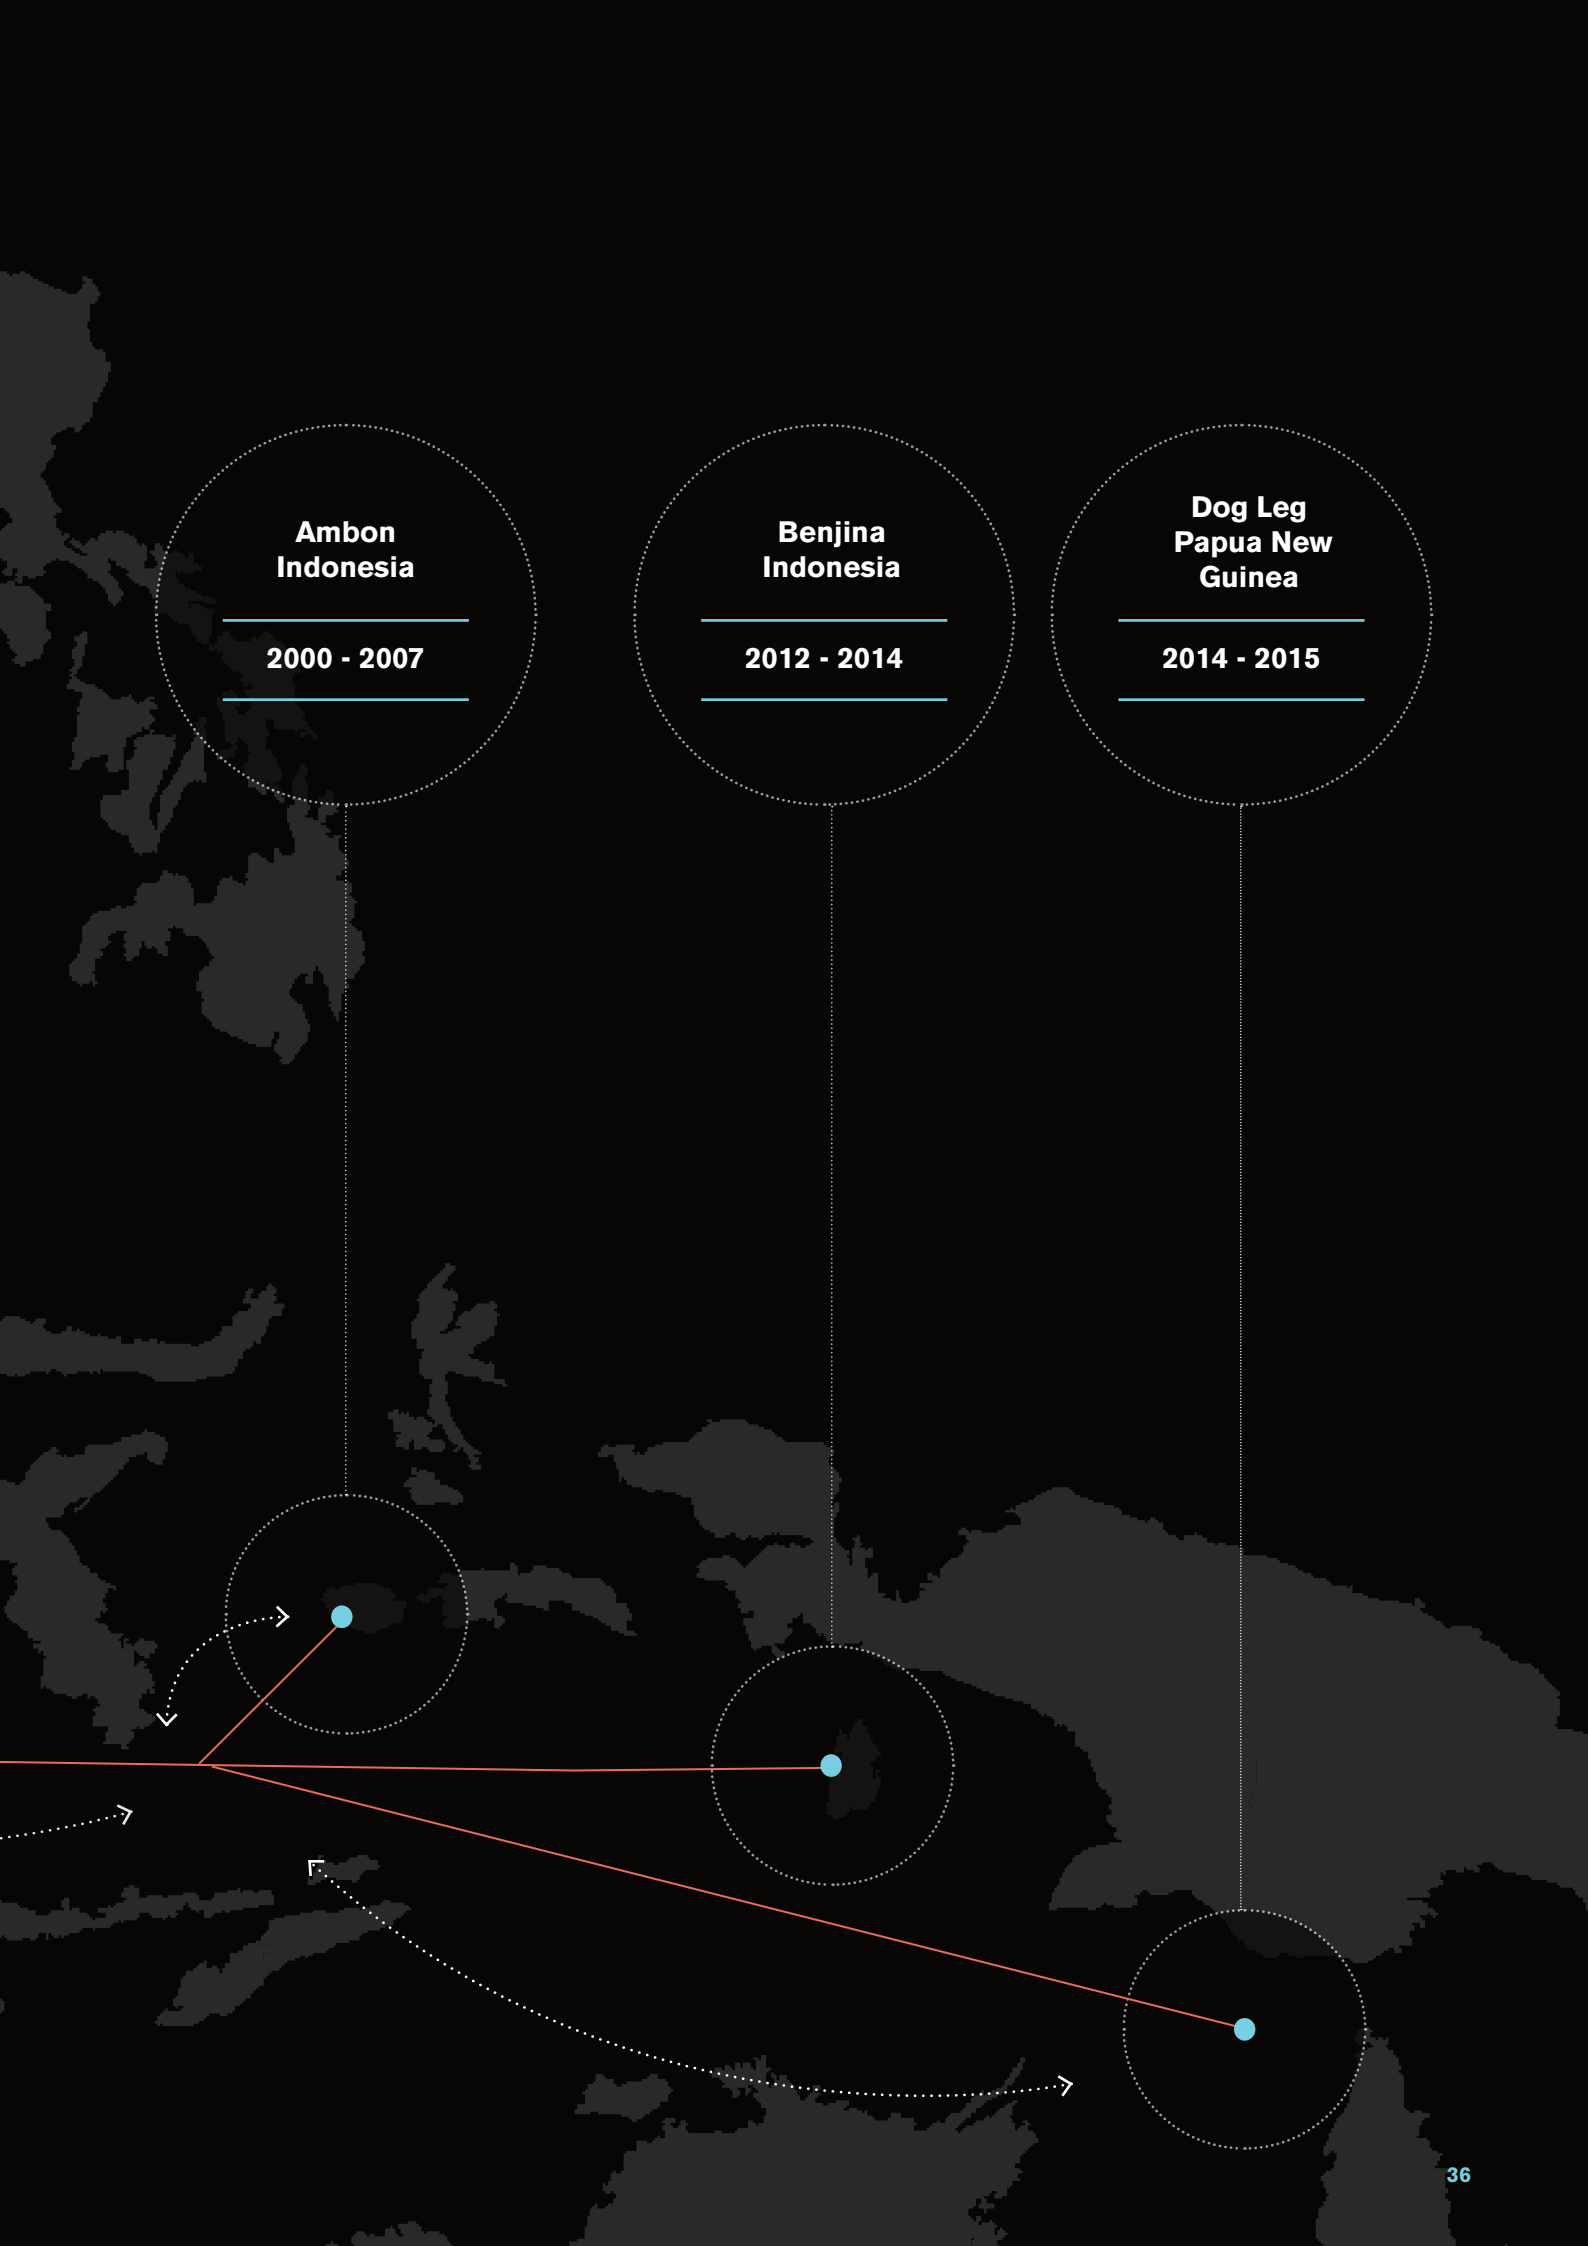 Ambon
Indonesia
2000 - 2007
Benjina
Indonesia
2012 - 2014
Dog Leg
Papua New
Guinea
2014 - 2015
36